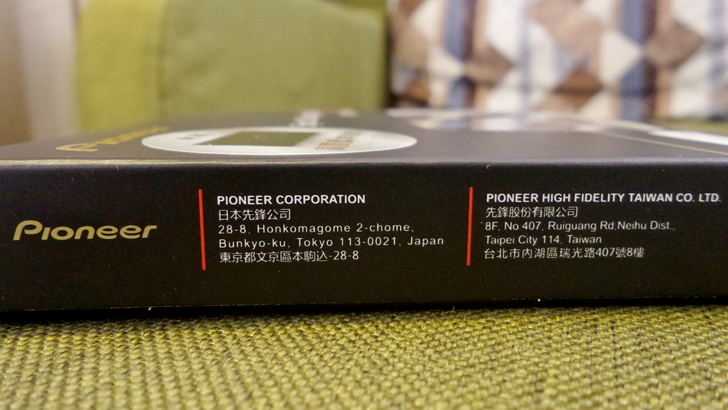 Pioneer
PIONEER CORPORATION
日本先鋒公司
28-8, Honkomagome 2-chome,
Bunkyo-ku, Tokyo 113-0021, Japan
東京都文京區本駒込-28-8
PIONEER HIGH FIDELITY TAIWAN CO. LTD.
先鋒股份有限公司
8F, No 407, Ruiguang Rd,Neihu Dist.,
Taipei City 114, Taiwan
台北市內湖區瑞光路407號8樓